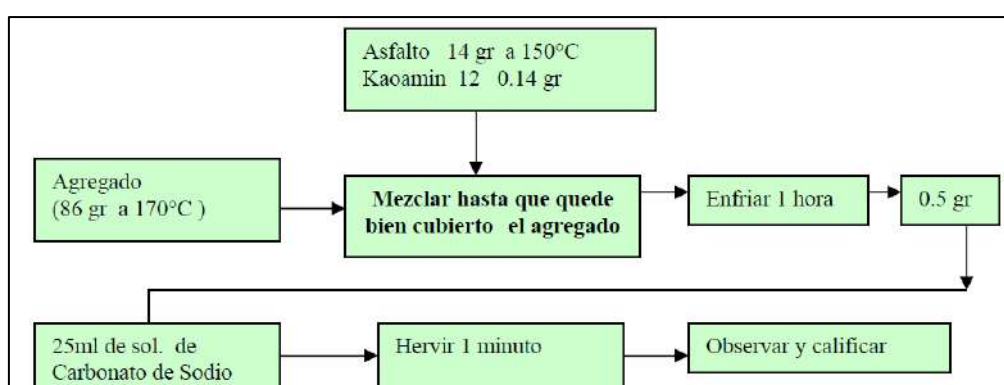 Asfalto 14 gr a 150°C
Kaoamin 12 0.14 gr
Agregado
(86 gr a 170°C )
Mezclar hasta que quede
bien cubierto el agregado
Enfriar 1 hora
0.5 gr
25ml de sol. de
Carbonato de Sodio
Hervir 1 minuto
Observar y calificar